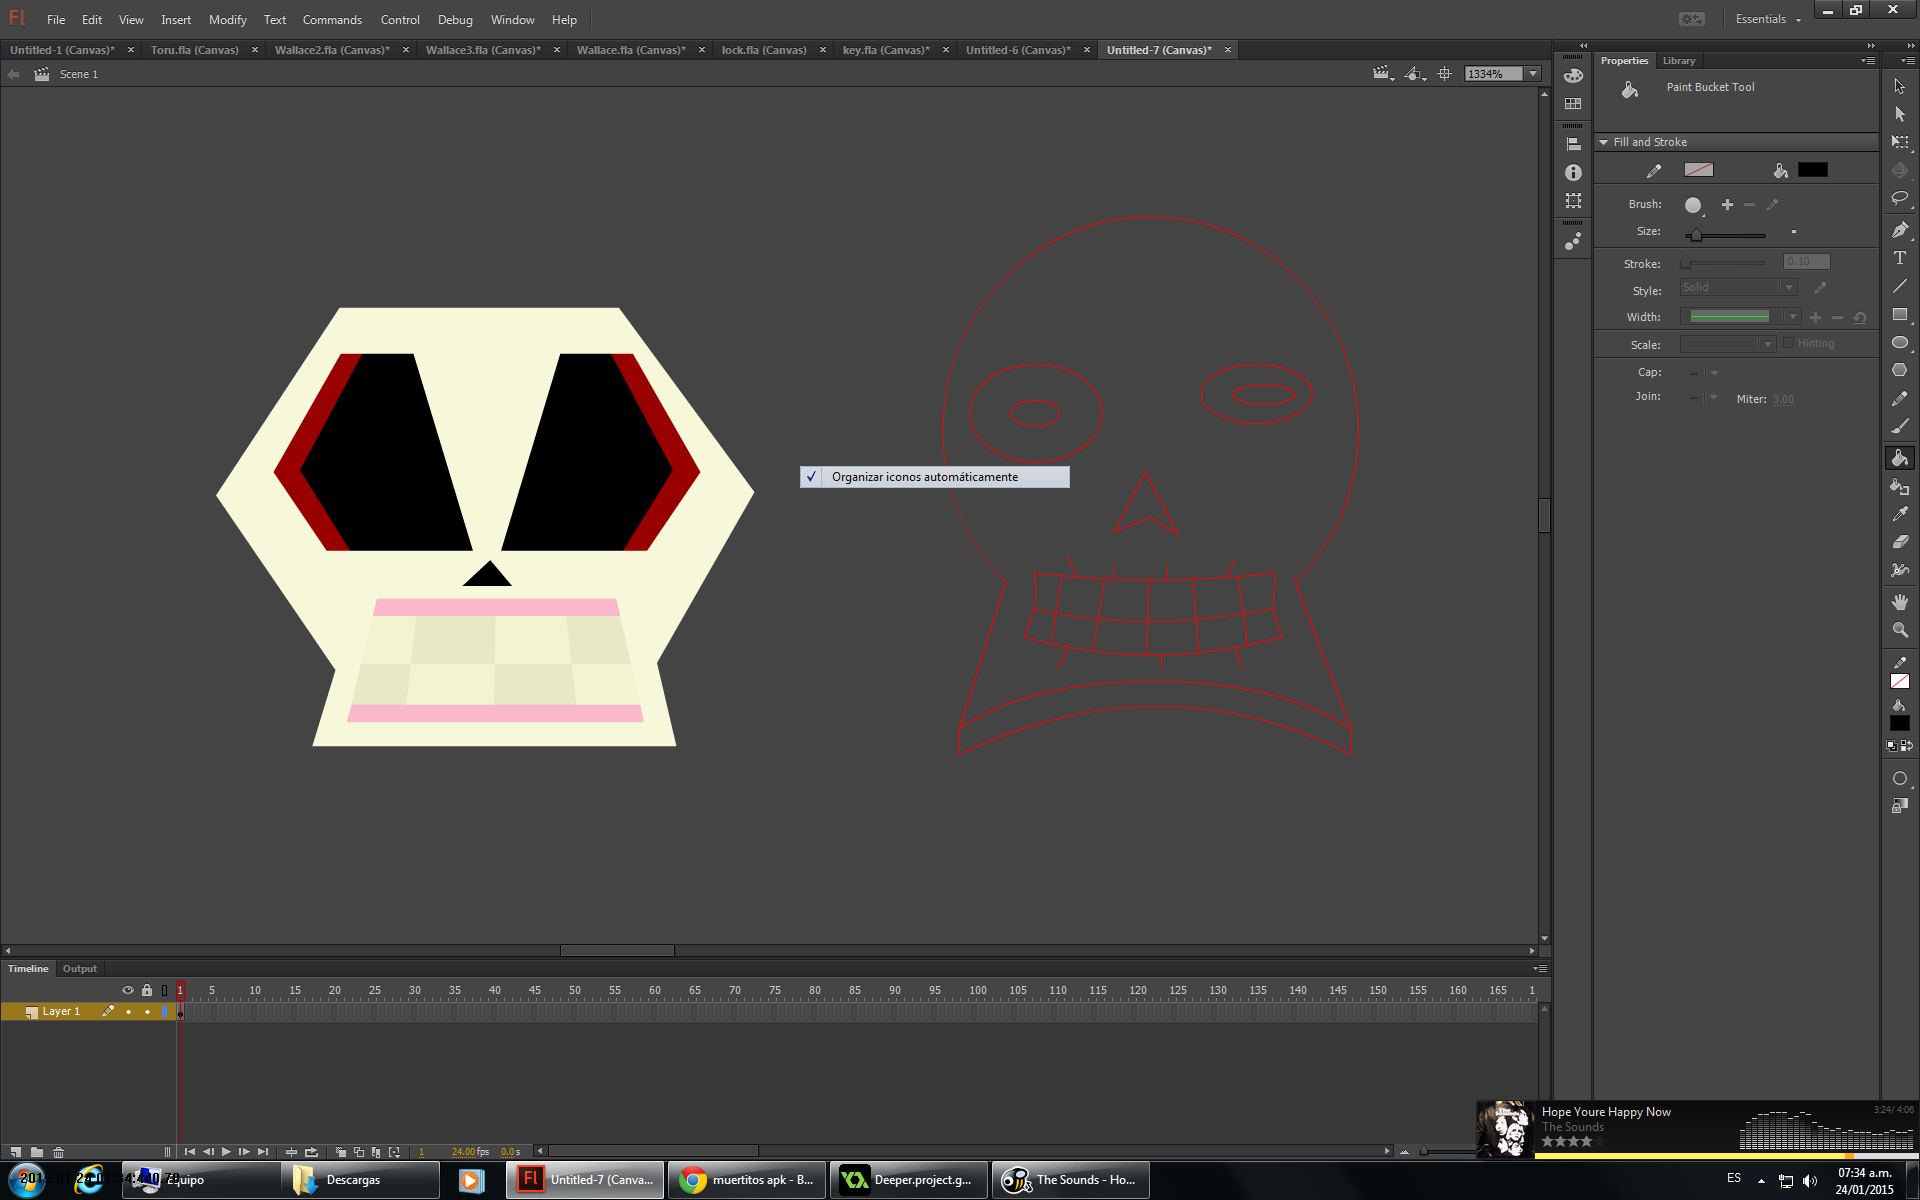 Fl File Edit View Insert Modify Text Commands Control Debug Window Help Essentials
Untitled-1 (Canvas)* Toru.fla (Canvas) Wallace2.fla (Canvas)* Wallace3.fla (Canvas)* Wallace.fla (Canvas)* lock.fla (Canvas) key.fla (Canvas)* Untitled-6 (Canvas)* Untitled-7 (Canvas)*
Scene 1 1334%
Properties Library
Paint Bucket Tool
Fill and Stroke
Brush:
Size:
Stroke: 0,10
Style: Solid
Width:
Scale: Hinting
Cap:
Join: Miter: 3,00
Organizar iconos automáticamente
Timeline Output
1 5 10 15 20 25 30 35 40 45 50 55 60 65 70 75 80 85 90 95 100 105 110 115 120 125 130 135 140 145 150 155 160 165 1
Layer 1
1 24.00 fps 0.0 s
Hope Youre Happy Now 3:24/ 4:06
The Sounds
Equipo Descargas Fl Untitled-7 (Canva... muertitos apk - B... Deeper.project.g... The Sounds - Ho... ES 07:34 a.m.
24/01/2015